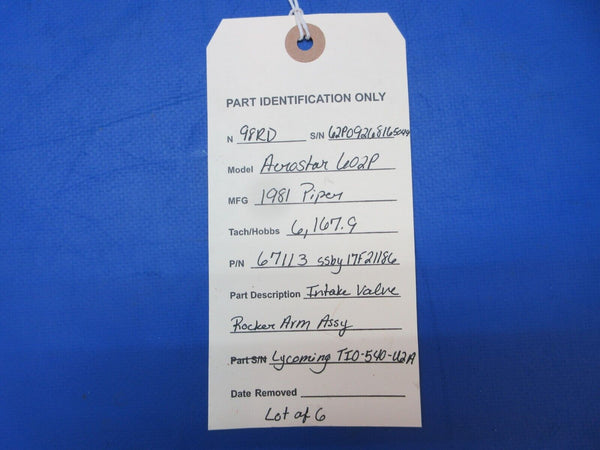 PART IDENTIFICATION ONLY
N 98RD S/N 62P09268165044
Model Aerostar 602P
MFG 1981 Piper
Tach/Hobbs 6,167.9
P/N 67113 ssby 17F21186
Part Description Intake Valve
Rocker Arm Assy
Part S/N Lycoming TIO-540-U2A
Date Removed
Lot of 6